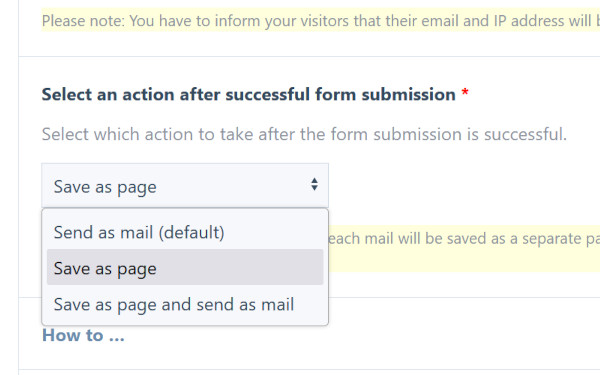 Please note: You have to inform your visitors that their email and IP address will
Select an action after successful form submission *
Select which action to take after the form submission is successful.
Save as page
Send as mail (default)
each mail will be saved as a separate
Save as page
Save as page and send as mail
How to ...